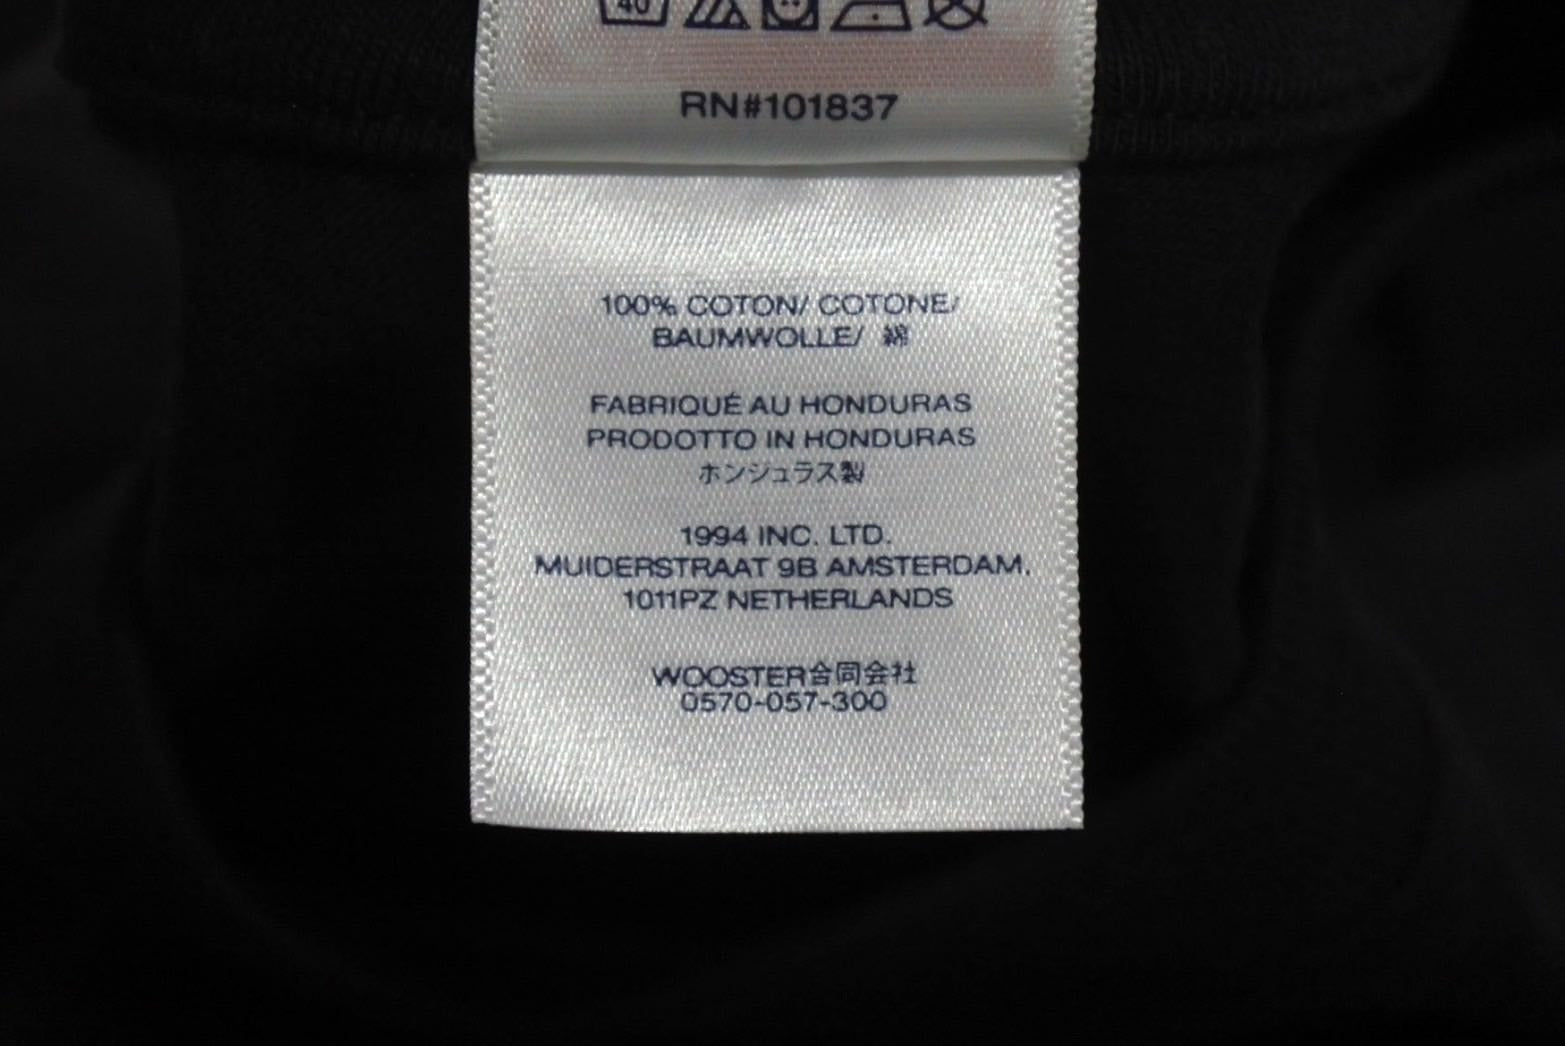 40
RN#101837
100% COTON/ COTONE/
BAUMWOLLE/ 綿
FABRIQUÉ AU HONDURAS
PRODOTTO IN HONDURAS
ホンジュラス製
1994 INC. LTD.
MUIDERSTRAAT 9B AMSTERDAM,
1011PZ NETHERLANDS
WOOSTER合同会社
0570-057-300